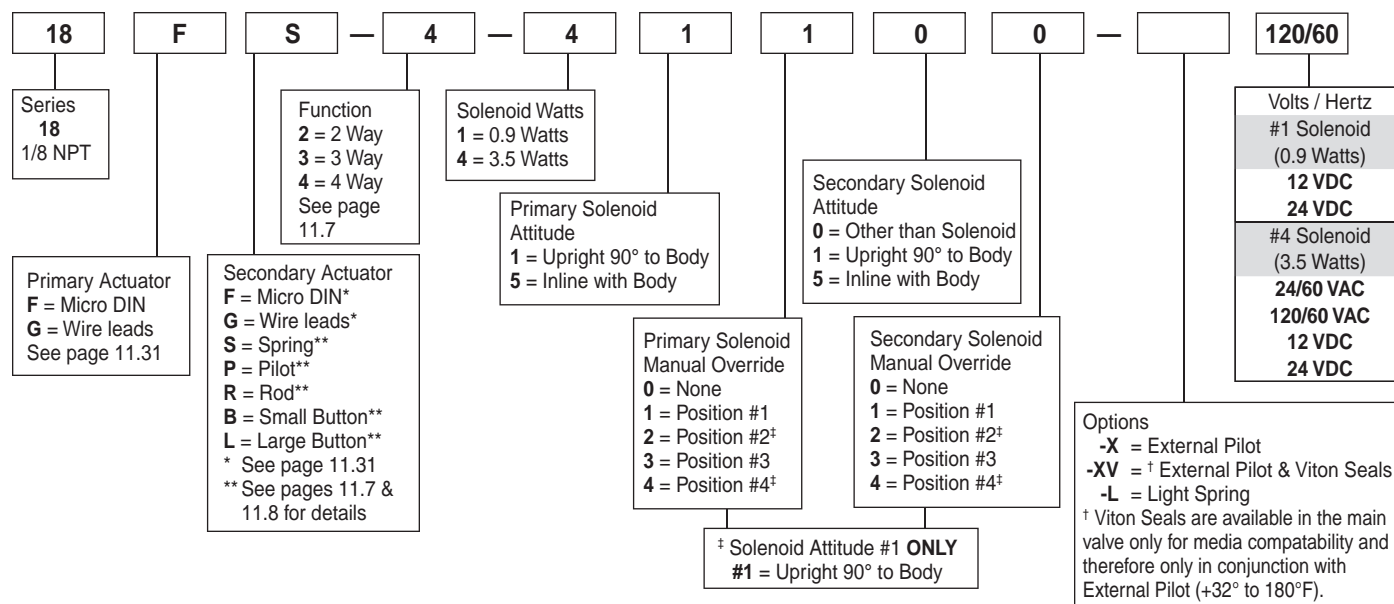 18 F S — 4 — 4 1 1 0 0 — 120/60
Series
18
1/8 NPT
Primary Actuator
F = Micro DIN
G = Wire leads
See page 11.31
Secondary Actuator
F = Micro DIN*
G = Wire leads*
S = Spring**
P = Pilot**
R = Rod**
B = Small Button**
L = Large Button**
* See page 11.31
** See pages 11.7 &
11.8 for details
Function
2 = 2 Way
3 = 3 Way
4 = 4 Way
See page
11.7
Solenoid Watts
1 = 0.9 Watts
4 = 3.5 Watts
Primary Solenoid
Attitude
1 = Upright 90° to Body
5 = Inline with Body
Primary Solenoid
Manual Override
0 = None
1 = Position #1
2 = Position #2‡
3 = Position #3
4 = Position #4‡
Secondary Solenoid
Attitude
0 = Other than Solenoid
1 = Upright 90° to Body
5 = Inline with Body
Secondary Solenoid
Manual Override
0 = None
1 = Position #1
2 = Position #2‡
3 = Position #3
4 = Position #4‡
‡ Solenoid Attitude #1 ONLY
#1 = Upright 90° to Body
Options
-X = External Pilot
-XV = † External Pilot & Viton Seals
-L = Light Spring
† Viton Seals are available in the main
valve only for media compatability and
therefore only in conjunction with
External Pilot (+32° to 180°F).
Volts / Hertz
#1 Solenoid
(0.9 Watts)
12 VDC
24 VDC
#4 Solenoid
(3.5 Watts)
24/60 VAC
120/60 VAC
12 VDC
24 VDC